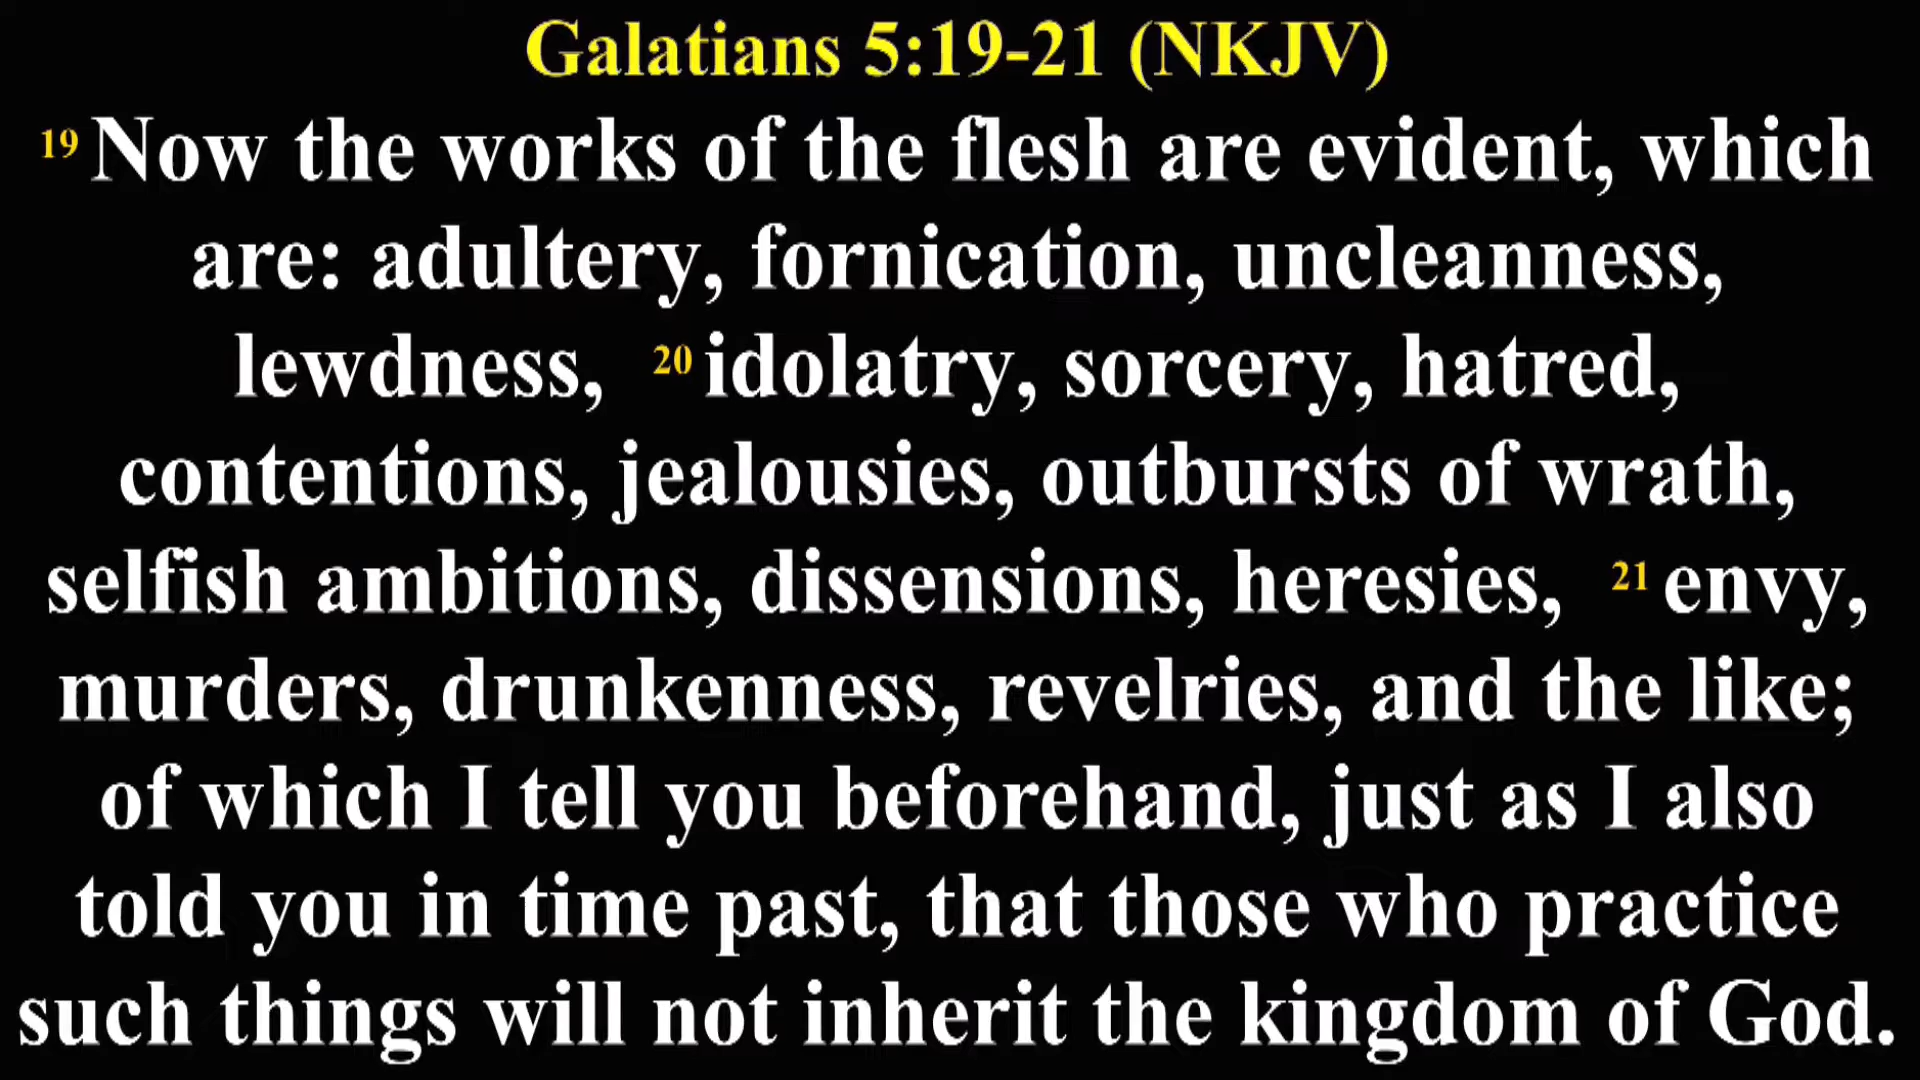 Galatians 5:19-21 (NKJV)
19 Now the works of the flesh are evident, which
are: adultery, fornication, uncleanness,
lewdness, 20 idolatry, sorcery, hatred,
contentions, jealousies, outbursts of wrath,
selfish ambitions, dissensions, heresies, 21 envy,
murders, drunkenness, revelries, and the like;
of which I tell you beforehand, just as I also
told you in time past, that those who practice
such things will not inherit the kingdom of God.